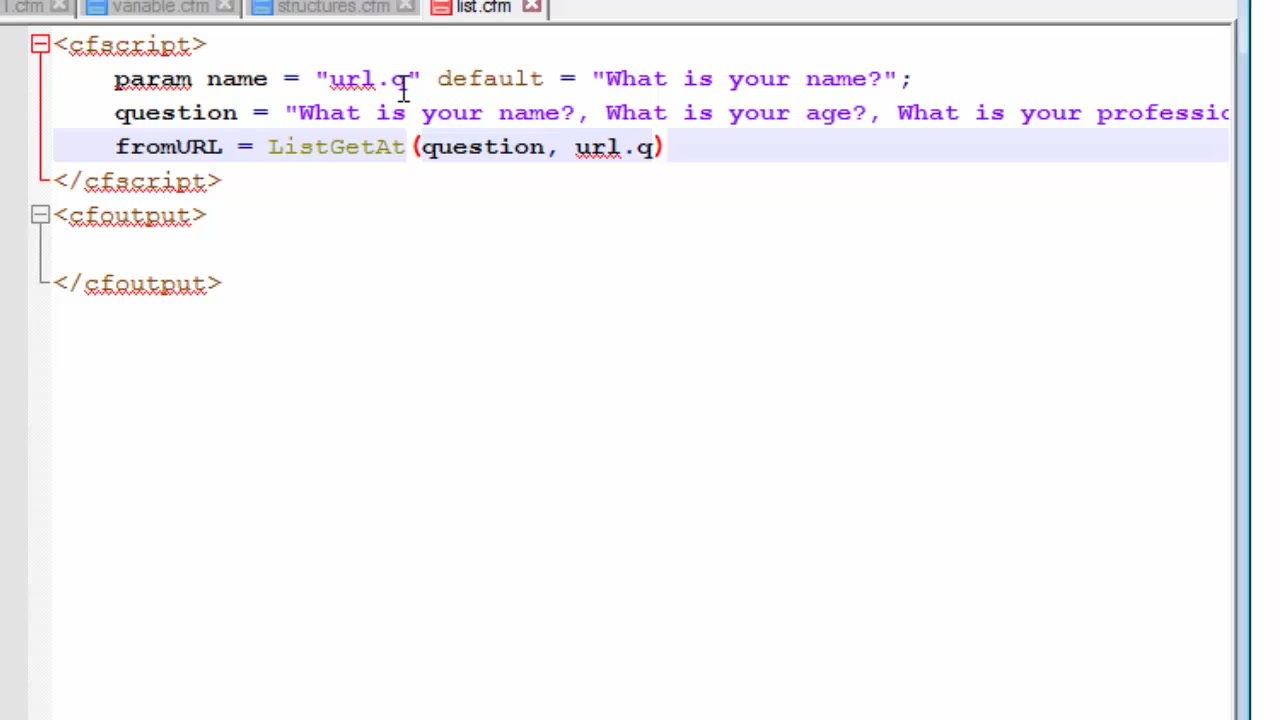 1.cfm variable.cfm structures.cfm list.cfm
<cfscript>
param name = "url.q" default = "What is your name?";
question = "What is your name?, What is your age?, What is your professio
fromURL = ListGetAt(question, url.q)
</cfscript>
<cfoutput>
</cfoutput>